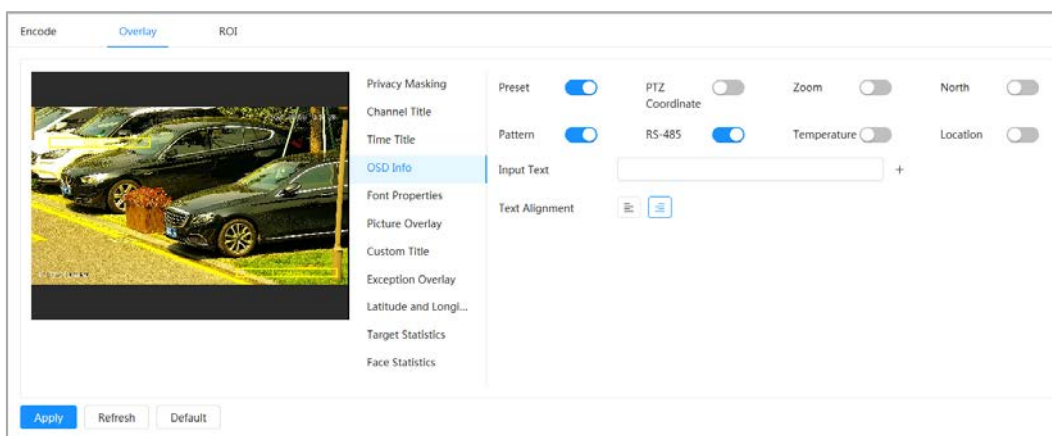 Encode Overlay ROI
Privacy Masking
Channel Title
Time Title
OSD Info
Font Properties
Picture Overlay
Custom Title
Exception Overlay
Latitude and Longi...
Target Statistics
Face Statistics
Preset PTZ Coordinate Zoom North
Pattern RS-485 Temperature Location
Input Text +
Text Alignment
Apply Refresh Default